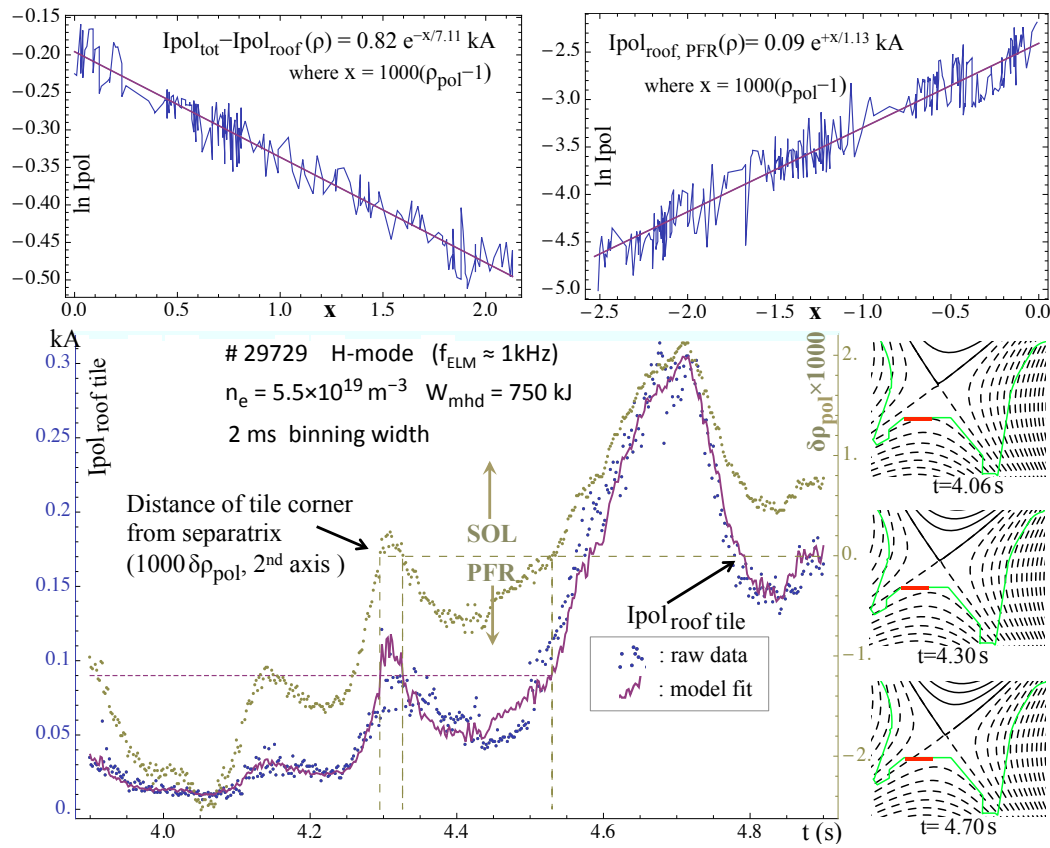 Ipol_tot−Ipol_roof(ρ) = 0.82 e^−x/7.11 kA
where x = 1000(ρ_pol−1)
ln Ipol
−0.15
−0.20
−0.25
−0.30
−0.35
−0.40
−0.45
−0.50
0.0 0.5 1.0 1.5 2.0
x
Ipol_roof, PFR(ρ)= 0.09 e^+x/1.13 kA
where x = 1000(ρ_pol−1)
ln Ipol
−2.5
−3.0
−3.5
−4.0
−4.5
−5.0
−2.5 −2.0 −1.5 −1.0 −0.5 0.0
x
kA
# 29729 H-mode (f_ELM ≈ 1kHz)
n_e = 5.5×10^19 m^−3 W_mhd = 750 kJ
2 ms binning width
Ipol_roof tile
0.3
0.25
0.2
0.15
0.1
0.05
0.
Distance of tile corner
from separatrix
(1000 δρ_pol, 2^nd axis )
SOL
PFR
Ipol_roof tile
: raw data
: model fit
δρ_pol×1000
2.
1.
0.
−1.
−2.
4.0 4.2 4.4 4.6 4.8 t (s)
t=4.06 s
t=4.30 s
t= 4.70 s